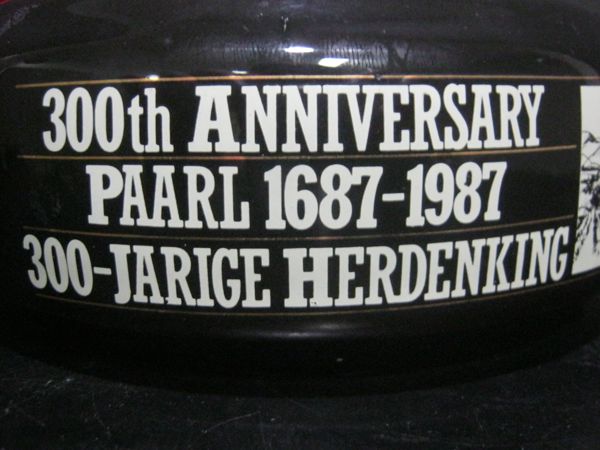 300th ANNIVERSARY
PAARL 1687-1987
300-JARIGE HERDENKING